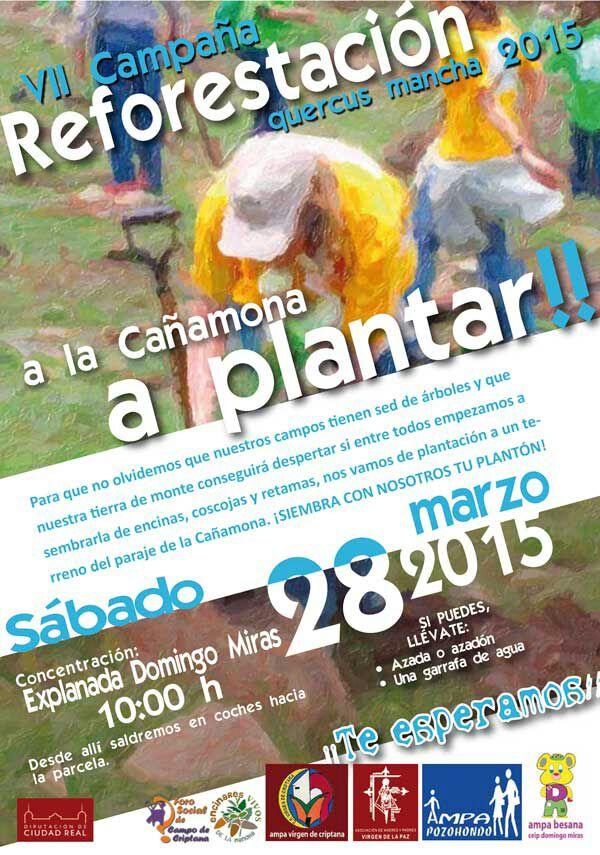 VII Campaña
Reforestación
quercus mancha 2015
a la Cañamona
a plantar!!
Para que no olvidemos que nuestros campos tienen sed de árboles y que
nuestra tierra de monte conseguirá despertar si entre todos empezamos a
sembrarla de encinas, coscojas y retamas, nos vamos de plantación a un te-
rreno del paraje de la Cañamona. ¡SIEMBRA CON NOSOTROS TU PLANTÓN!
Sábado 28 marzo
2015
Concentración:
Explanada Domingo Miras
10:00 h
Desde allí saldremos en coches hacia
la parcela.
SI PUEDES,
LLÉVATE:
• Azada o azadón
• Una garrafa de agua
¡¡Te esperamos!!
DIPUTACIÓN DE
CIUDAD REAL
Foro
Social
de
Campo de
Criptana
encinares vivos
de la mancha
ampa virgen de criptana
ASOCIACIÓN DE MADRES Y PADRES
VIRGEN DE LA PAZ
AMPA
POZOHONDO
ampa besana
ceip domingo miras